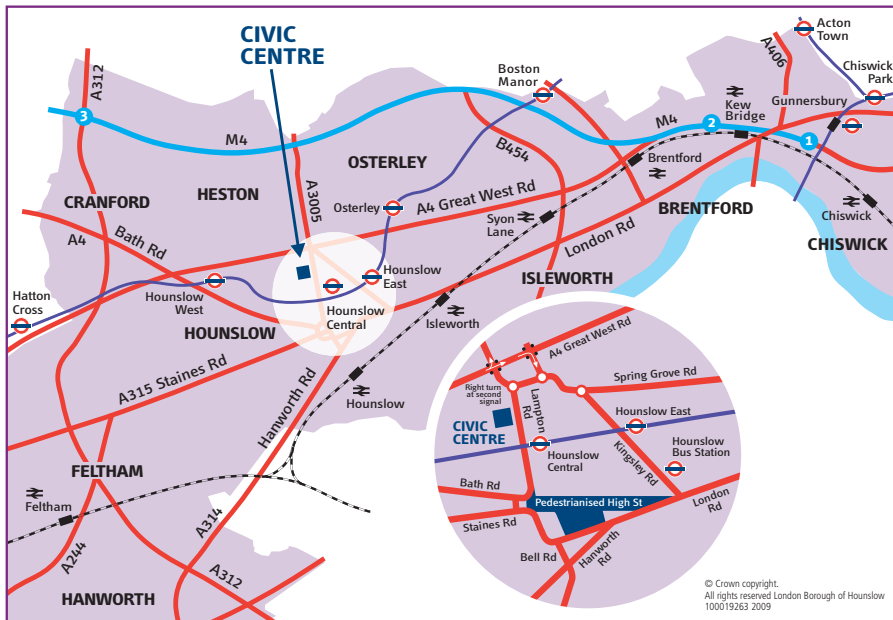 CIVIC
CENTRE
A312
3
M4
A3005
HESTON
OSTERLEY
CRANFORD
A4
Bath Rd
Osterley
A4 Great West Rd
Boston
Manor
B454
Syon
Lane
Acton
Town
A406
Chiswick
Park
Kew
Bridge
Gunnersbury
M4
2
1
Brentford
BRENTFORD
Chiswick
CHISWICK
London Rd
ISLEWORTH
Hatton
Cross
Hounslow
West
HOUNSLOW
Hounslow
East
Hounslow
Central
Isleworth
A315 Staines Rd
Hanworth Rd
Hounslow
FELTHAM
Feltham
A244
A314
A312
HANWORTH
A4 Great West Rd
Right turn
at second
signal
Lampton
Rd
Spring Grove Rd
CIVIC
CENTRE
Hounslow East
Hounslow
Central
Kingsley Rd
Hounslow
Bus Station
Bath Rd
Pedestrianised High St
London
Rd
Staines Rd
Bell Rd
Hanworth
Rd
© Crown copyright.
All rights reserved London Borough of Hounslow
100019263 2009